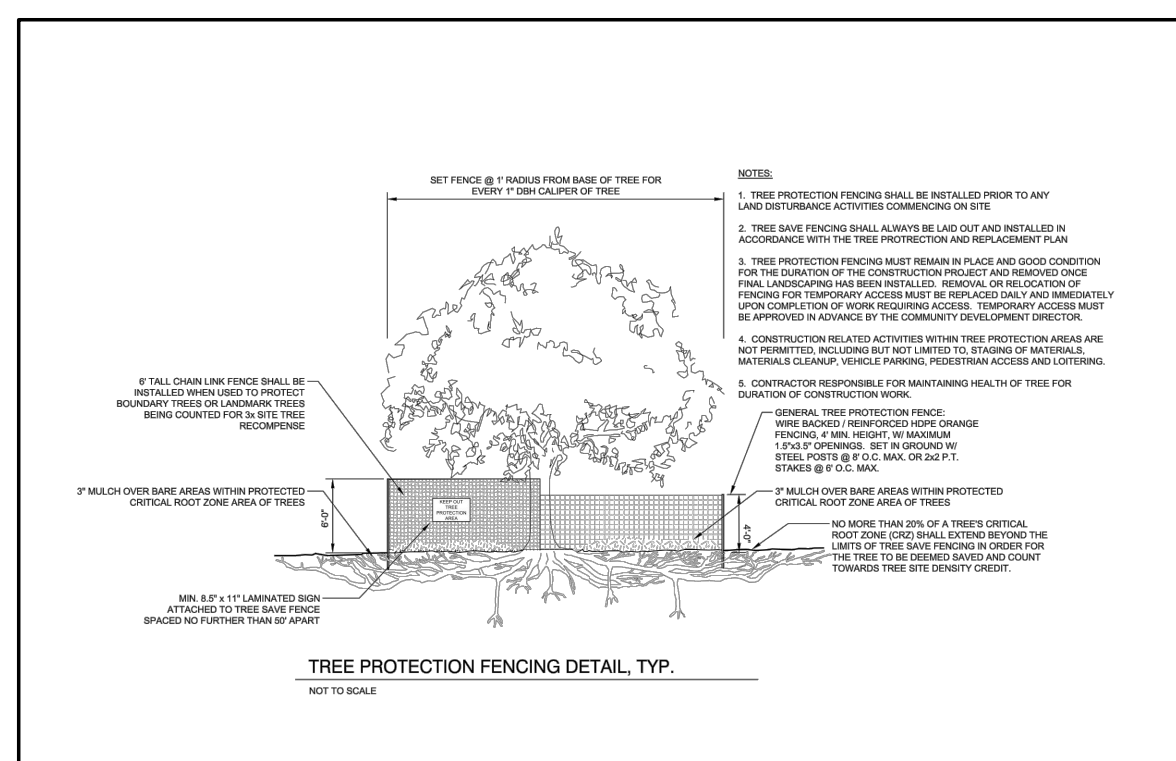 SET FENCE @ 1' RADIUS FROM BASE OF TREE FOR
EVERY 1" DBH CALIPER OF TREE
NOTES:
1. TREE PROTECTION FENCING SHALL BE INSTALLED PRIOR TO ANY
LAND DISTURBANCE ACTIVITIES COMMENCING ON SITE
2. TREE SAVE FENCING SHALL ALWAYS BE LAID OUT AND INSTALLED IN
ACCORDANCE WITH THE TREE PROTRECTION AND REPLACEMENT PLAN
3. TREE PROTECTION FENCING MUST REMAIN IN PLACE AND GOOD CONDITION
FOR THE DURATION OF THE CONSTRUCTION PROJECT AND REMOVED ONCE
FINAL LANDSCAPING HAS BEEN INSTALLED. REMOVAL OR RELOCATION OF
FENCING FOR TEMPORARY ACCESS MUST BE REPLACED DAILY AND IMMEDIATELY
UPON COMPLETION OF WORK REQUIRING ACCESS. TEMPORARY ACCESS MUST
BE APPROVED IN ADVANCE BY THE COMMUNITY DEVELOPMENT DIRECTOR.
4. CONSTRUCTION RELATED ACTIVITIES WITHIN TREE PROTECTION AREAS ARE
NOT PERMITTED, INCLUDING BUT NOT LIMITED TO, STAGING OF MATERIALS,
MATERIALS CLEANUP, VEHICLE PARKING, PEDESTRIAN ACCESS AND LOITERING.
5. CONTRACTOR RESPONSIBLE FOR MAINTAINING HEALTH OF TREE FOR
DURATION OF CONSTRUCTION WORK.
6' TALL CHAIN LINK FENCE SHALL BE
INSTALLED WHEN USED TO PROTECT
BOUNDARY TREES OR LANDMARK TREES
BEING COUNTED FOR 3x SITE TREE
RECOMPENSE
3" MULCH OVER BARE AREAS WITHIN PROTECTED
CRITICAL ROOT ZONE AREA OF TREES
6'-0"
KEEP OUT
TREE
PROTECTION
AREA
MIN. 8.5" x 11" LAMINATED SIGN
ATTACHED TO TREE SAVE FENCE
SPACED NO FURTHER THAN 50' APART
GENERAL TREE PROTECTION FENCE:
WIRE BACKED / REINFORCED HDPE ORANGE
FENCING, 4' MIN. HEIGHT, W/ MAXIMUM
1.5"x3.5" OPENINGS. SET IN GROUND W/
STEEL POSTS @ 8' O.C. MAX. OR 2x2 P.T.
STAKES @ 6' O.C. MAX.
3" MULCH OVER BARE AREAS WITHIN PROTECTED
CRITICAL ROOT ZONE AREA OF TREES
4'-0"
NO MORE THAN 20% OF A TREE'S CRITICAL
ROOT ZONE (CRZ) SHALL EXTEND BEYOND THE
LIMITS OF TREE SAVE FENCING IN ORDER FOR
THE TREE TO BE DEEMED SAVED AND COUNT
TOWARDS TREE SITE DENSITY CREDIT.
TREE PROTECTION FENCING DETAIL, TYP.
NOT TO SCALE